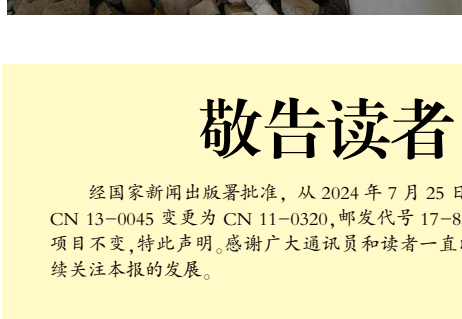 敬告读者
经国家新闻出版署批准，从 2024 年 7 月 25 日
CN 13-0045 变更为 CN 11-0320,邮发代号 17-8
项目不变,特此声明。感谢广大通讯员和读者一直
续关注本报的发展。